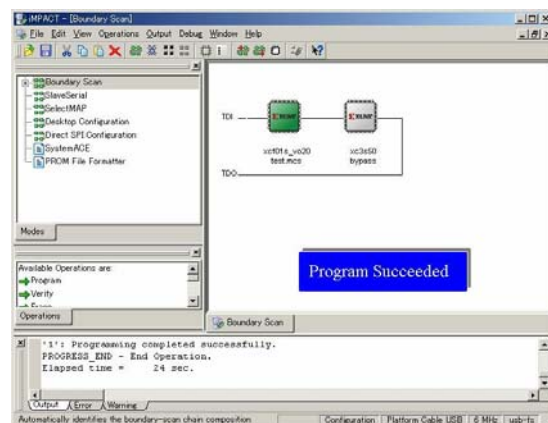 iMPACT - [Boundary Scan]
File Edit View Operations Output Debug Window Help
Boundary Scan
SlaveSerial
SelectMAP
Desktop Configuration
Direct SPI Configuration
SystemACE
PROM File Formatter
Modes
TDI
XILINX
XILINX
xcf01s_vo20
test.mcs
xc3s50
bypass
TDO
Program Succeeded
Available Operations are:
Program
Verify
Operations
Boundary Scan
'1': Programming completed successfully.
PROGRESS_END - End Operation.
Elapsed time = 24 sec.
Output Error Warning
Automatically identifies the boundary-scan chain composition
Configuration Platform Cable USB 6 MHz usb-fs